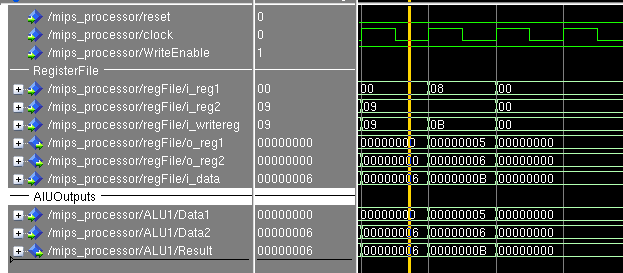 /mips_processor/reset 0
/mips_processor/clock 0
/mips_processor/WriteEnable 1
RegisterFile
/mips_processor/regFile/i_reg1 00 00 08 00
/mips_processor/regFile/i_reg2 09 09 00
/mips_processor/regFile/i_writereg 09 09 0B 00
/mips_processor/regFile/o_reg1 00000000 00000000 00000005 00000000
/mips_processor/regFile/o_reg2 00000000 00000000 00000006 00000000
/mips_processor/regFile/i_data 00000006 00000006 0000000B 00000000
AlUOutputs
/mips_processor/ALU1/Data1 00000000 00000000 00000005 00000000
/mips_processor/ALU1/Data2 00000006 00000006 00000006 00000000
/mips_processor/ALU1/Result 00000006 00000006 0000000B 00000000